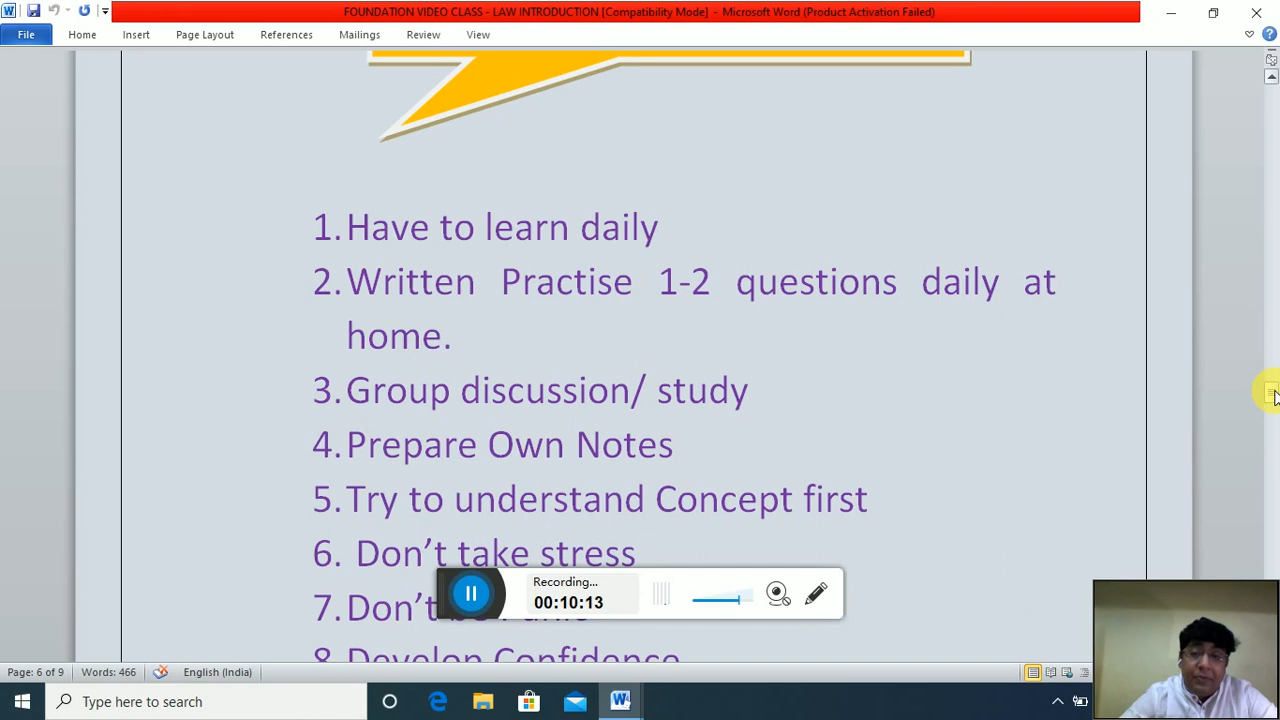 FOUNDATION VIDEO CLASS - LAW INTRODUCTION [Compatibility Mode] - Microsoft Word (Product Activation Failed)
File Home Insert Page Layout References Mailings Review View
1. Have to learn daily
2. Written Practise 1-2 questions daily at
home.
3. Group discussion/ study
4. Prepare Own Notes
5. Try to understand Concept first
6. Don't take stress
Recording...
00:10:13
7. Don't
8. Develop Confidence
Page: 6 of 9 Words: 466 English (India)
Type here to search